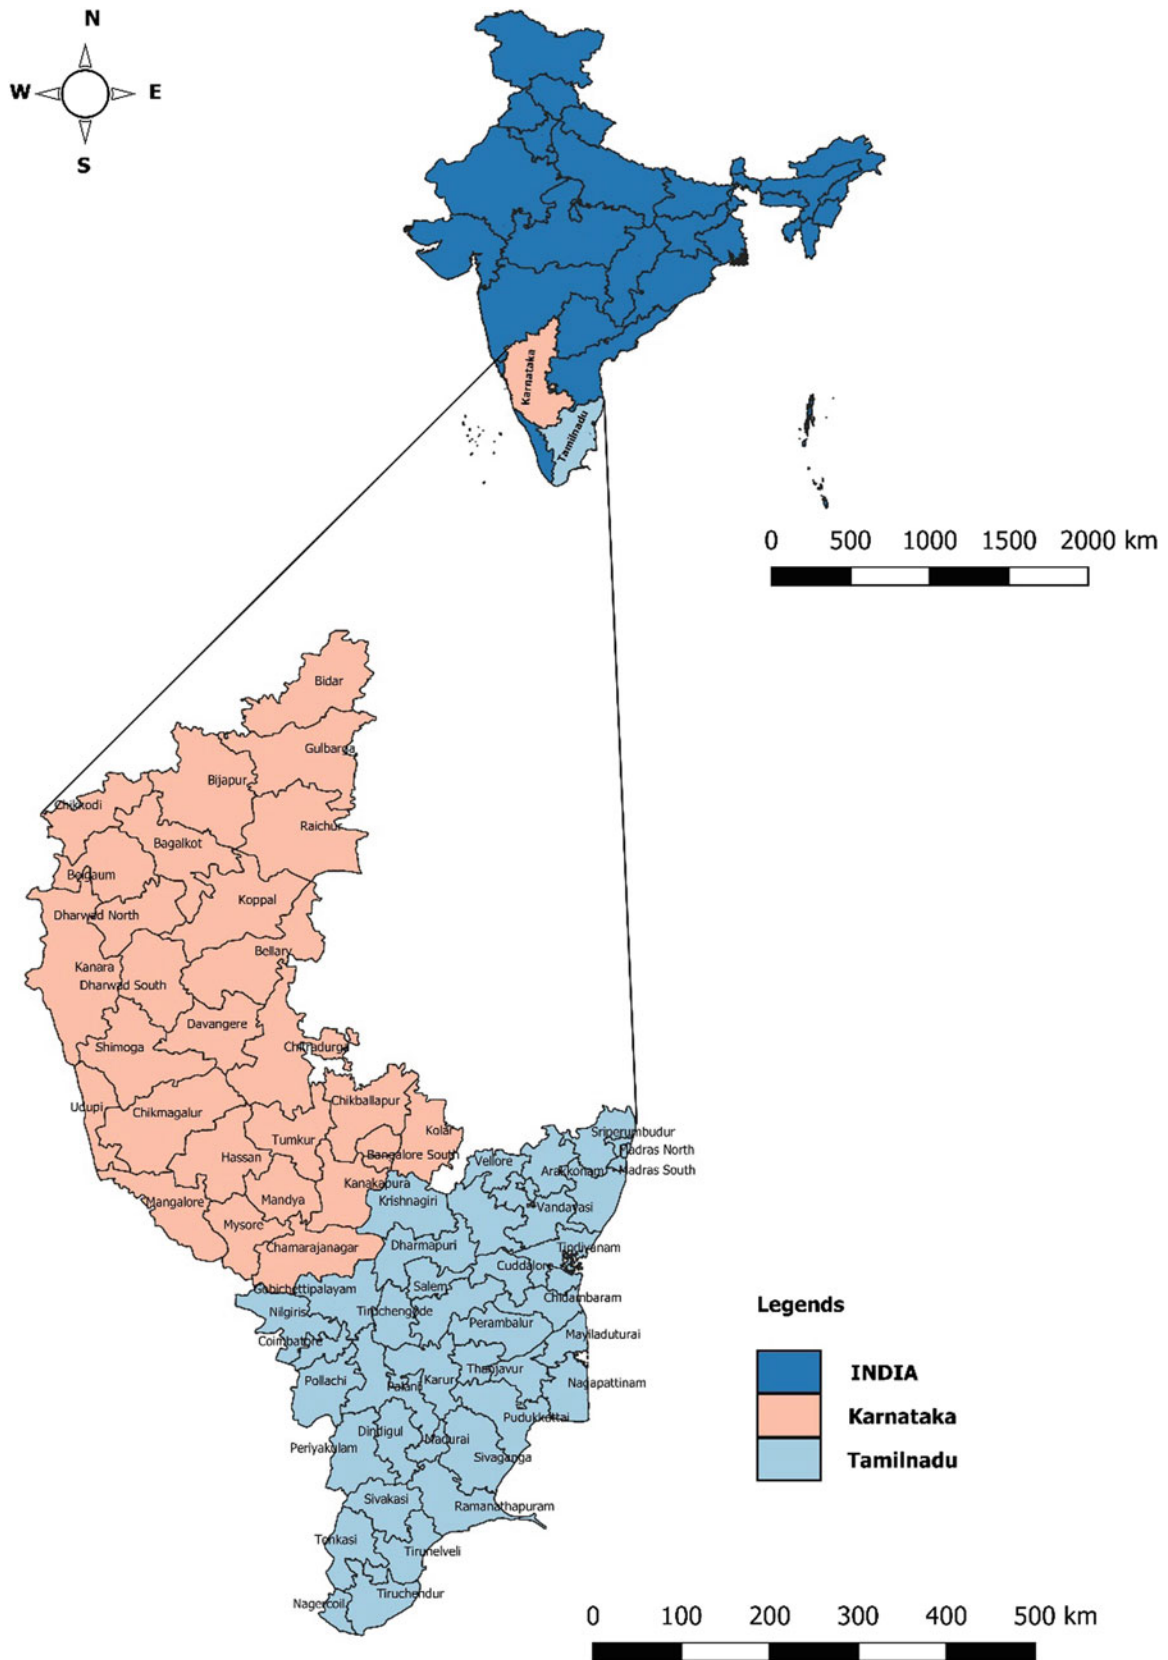 N
W E
S
Karnataka
Tamilnadu
0 500 1000 1500 2000 km
Bidar
Gulbarga
Bijapur
Chikkodi
Raichur
Bagalkot
Belgaum
Koppal
Dharwad North
Bellary
Kanara
Dharwad South
Davangere
Shimoga
Chitradurga
Chikballapur
Udupi
Chikmagalur
Kolar
Tumkur
Sriperumbudur
Madras North
Bangalore South
Hassan
Vellore
Arakkonam
Madras South
Kanakapura
Mangalore
Mandya
Krishnagiri
Vandavasi
Mysore
Chamarajanagar
Dharmapuri
Tindivanam
Cuddalore
Gobichettipalayam
Salem
Chidambaram
Nilgiris
Tiruchengode
Perambalur
Mayiladuturai
Coimbatore
Thanjavur
Pollachi
Palani
Karur
Nagapattinam
Pudukkottai
Dindigul
Madurai
Periyakulam
Sivaganga
Sivakasi
Ramanathapuram
Tenkasi
Tirunelveli
Tiruchendur
Nagercoil
Legends
INDIA
Karnataka
Tamilnadu
0 100 200 300 400 500 km